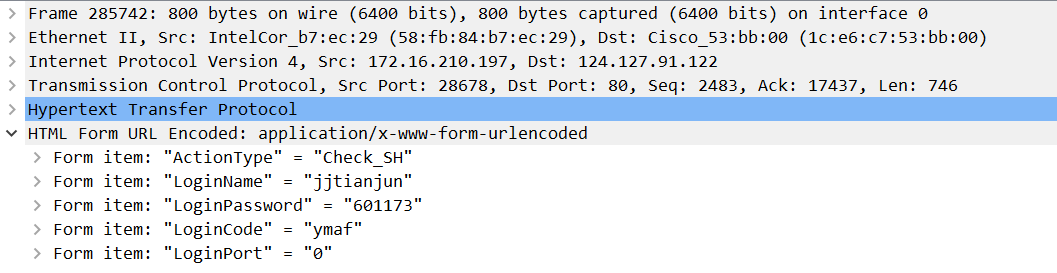 Frame 285742: 800 bytes on wire (6400 bits), 800 bytes captured (6400 bits) on interface 0
Ethernet II, Src: IntelCor_b7:ec:29 (58:fb:84:b7:ec:29), Dst: Cisco_53:bb:00 (1c:e6:c7:53:bb:00)
Internet Protocol Version 4, Src: 172.16.210.197, Dst: 124.127.91.122
Transmission Control Protocol, Src Port: 28678, Dst Port: 80, Seq: 2483, Ack: 17437, Len: 746
Hypertext Transfer Protocol
HTML Form URL Encoded: application/x-www-form-urlencoded
Form item: "ActionType" = "Check_SH"
Form item: "LoginName" = "jjtianjun"
Form item: "LoginPassword" = "601173"
Form item: "LoginCode" = "ymaf"
Form item: "LoginPort" = "0"